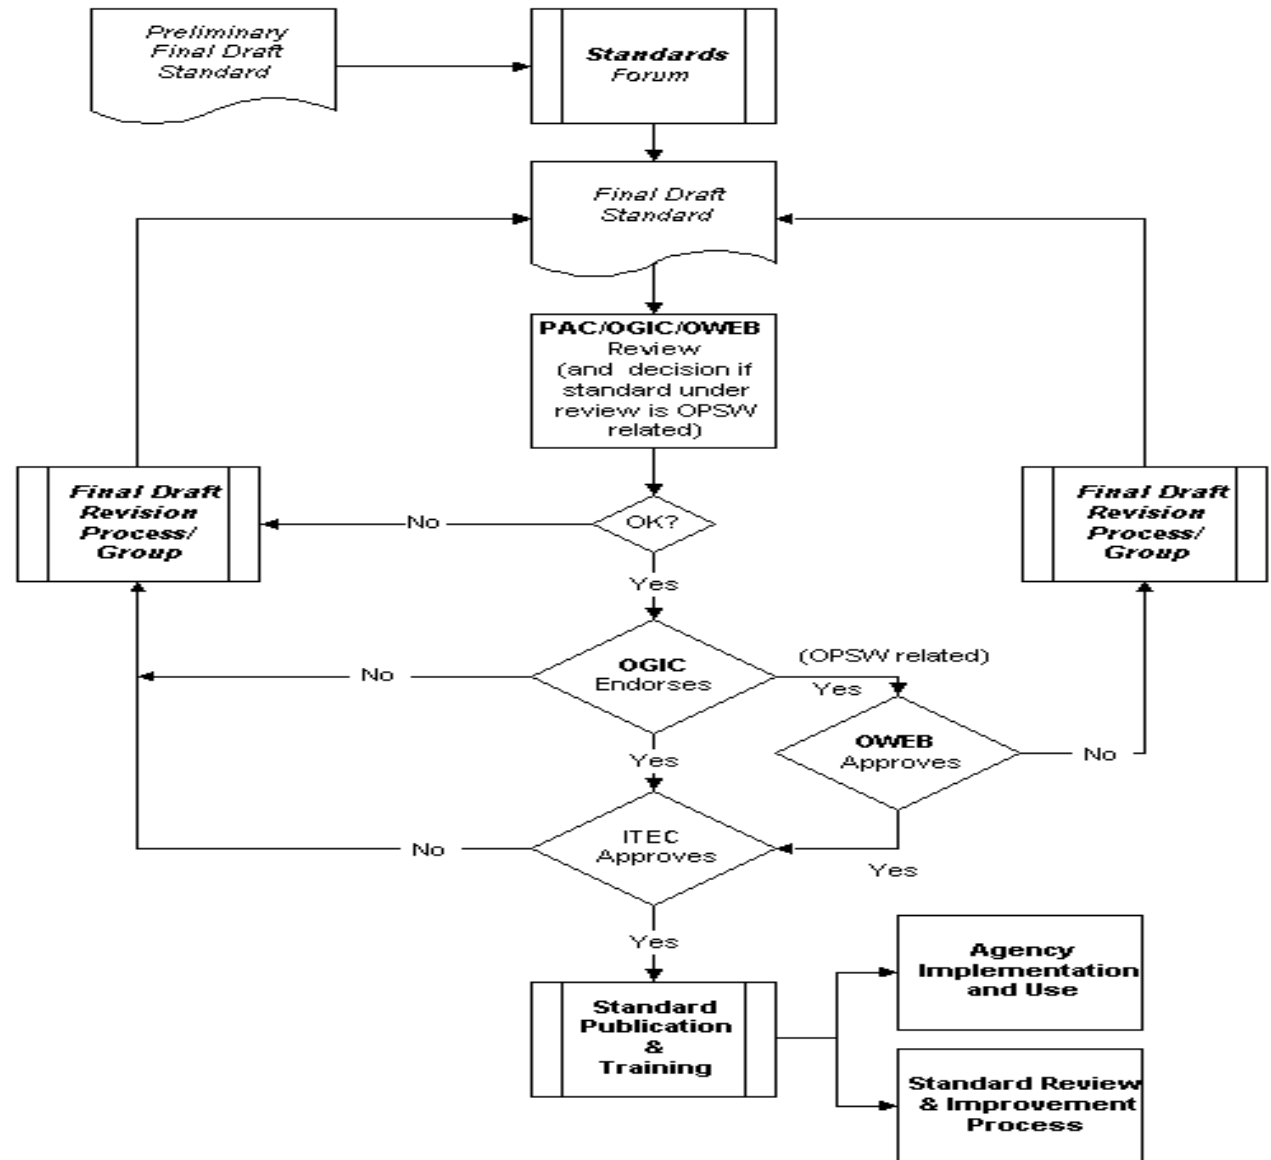 Preliminary
Final Draft
Standard
Standards
Forum
Final Draft
Standard
PAC/OGIC/OWEB
Review
(and decision if
standard under
review is OPSW
related)
Final Draft
Revision
Process/
Group
No
OK?
Final Draft
Revision
Process/
Group
Yes
(OPSW related)
No
OGIC
Endorses
Yes
OWEB
Approves
No
Yes
No
ITEC
Approves
Yes
Yes
Standard
Publication
&
Training
Agency
Implementation
and Use
Standard Review
& Improvement
Process